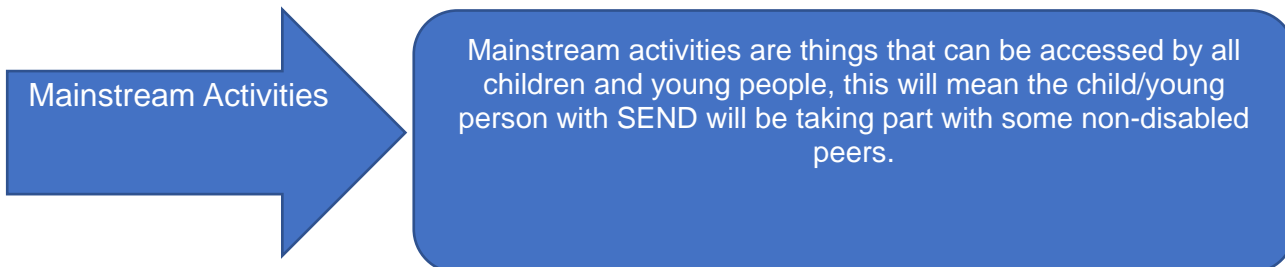 Mainstream Activities
Mainstream activities are things that can be accessed by all
children and young people, this will mean the child/young
person with SEND will be taking part with some non-disabled
peers.